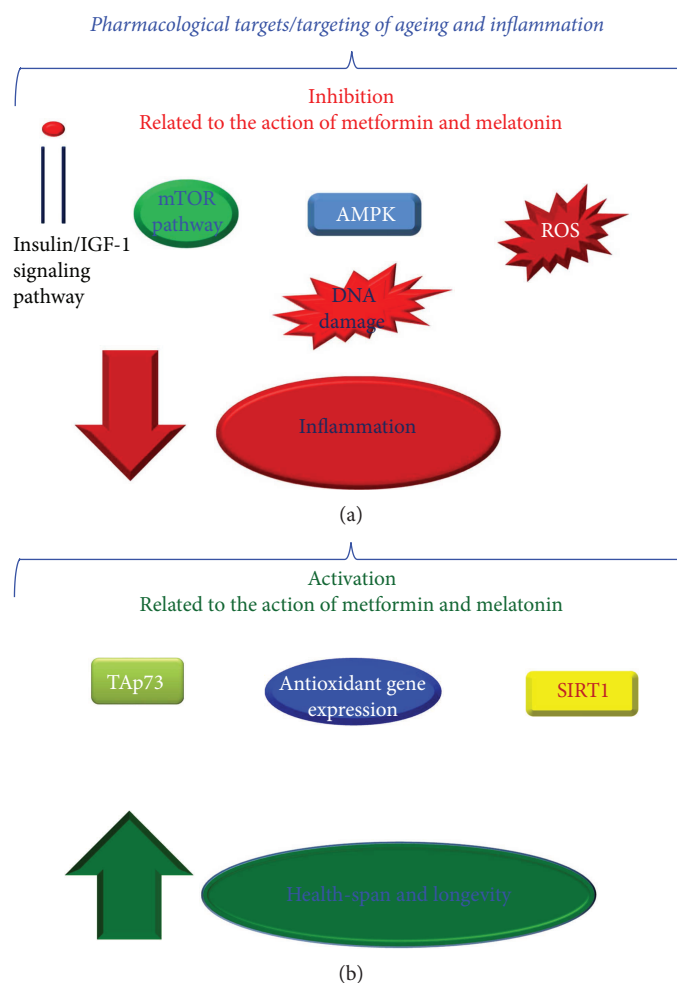 Pharmacological targets/targeting of ageing and inflammation
Inhibition
Related to the action of metformin and melatonin
mTOR
pathway
AMPK
ROS
Insulin/IGF-1
signaling
pathway
DNA
damage
Inflammation
(a)
Activation
Related to the action of metformin and melatonin
TAp73
Antioxidant gene
expression
SIRT1
Health-span and longevity
(b)